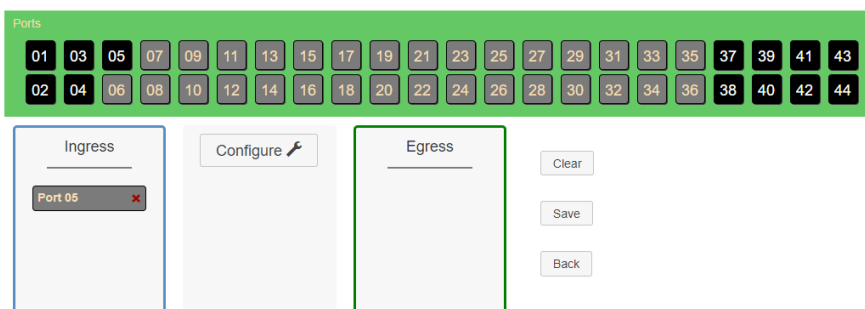 Ports
01 03 05 07 09 11 13 15 17 19 21 23 25 27 29 31 33 35 37 39 41 43
02 04 06 08 10 12 14 16 18 20 22 24 26 28 30 32 34 36 38 40 42 44
Ingress
Port 05
Configure
Egress
Clear
Save
Back